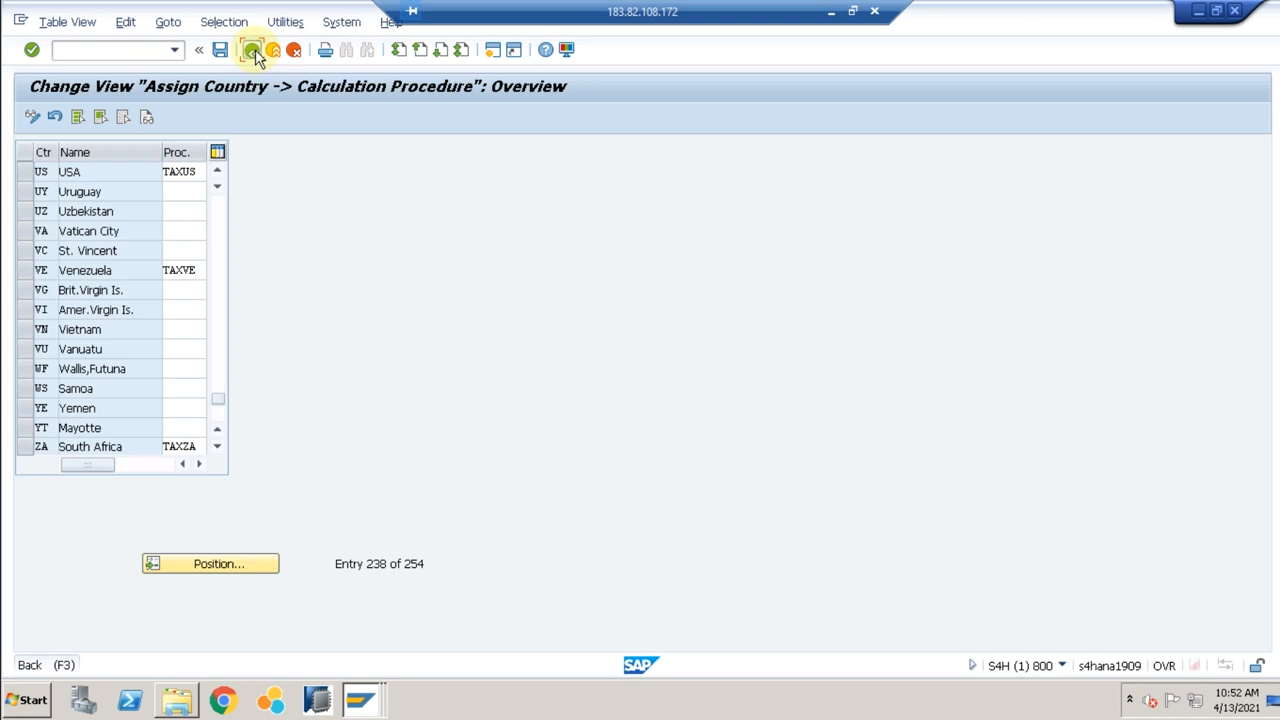 183.82.108.172
Table View Edit Goto Selection Utilities System Help
Change View "Assign Country -> Calculation Procedure": Overview
Ctr Name Proc.
US USA TAXUS
UY Uruguay
UZ Uzbekistan
VA Vatican City
VC St. Vincent
VE Venezuela TAXVE
VG Brit.Virgin Is.
VI Amer.Virgin Is.
VN Vietnam
VU Vanuatu
WF Wallis,Futuna
WS Samoa
YE Yemen
YT Mayotte
ZA South Africa TAXZA
Position... Entry 238 of 254
Back (F3) SAP S4H (1) 800 s4hana1909 OVR
Start 10:52 AM
4/13/2021